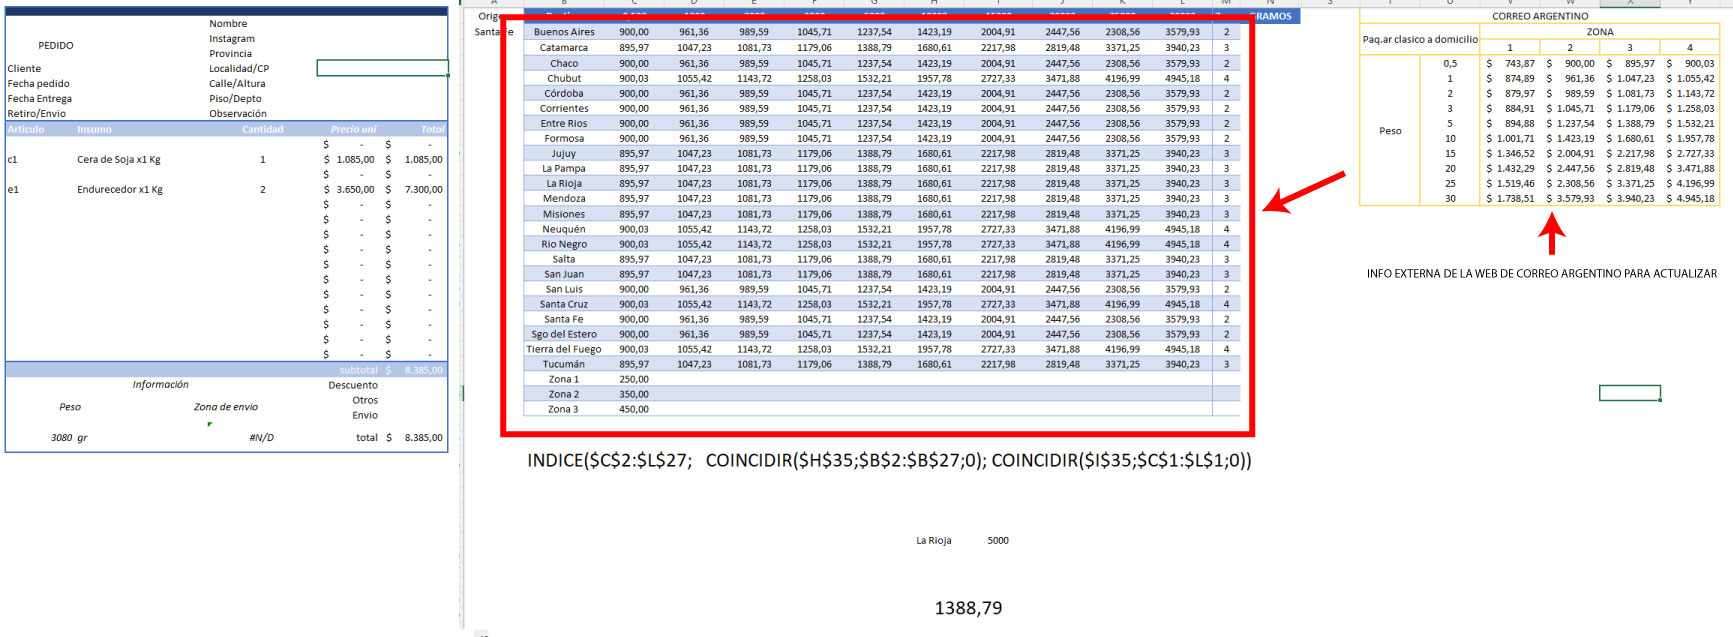 PEDIDO
Nombre
Instagram
Provincia
Cliente Localidad/CP
Fecha pedido Calle/Altura
Fecha Entrega Piso/Depto
Retiro/Envio Observación
Articulo Insumo Cantidad Precio uni Total
$ - $ -
c1 Cera de Soja x1 Kg 1 $ 1.085,00 $ 1.085,00
$ - $ -
e1 Endurecedor x1 Kg 2 $ 3.650,00 $ 7.300,00
$ - $ -
$ - $ -
$ - $ -
$ - $ -
$ - $ -
$ - $ -
$ - $ -
$ - $ -
$ - $ -
$ - $ -
$ - $ -
subtotal $ 8.385,00
Información Descuento
Otros
Peso Zona de envio Envio
3080 gr #N/D total $ 8.385,00
GRAMOS
Buenos Aires 900,00 961,36 989,59 1045,71 1237,54 1423,19 2004,91 2447,56 2308,56 3579,93 2
Catamarca 895,97 1047,23 1081,73 1179,06 1388,79 1680,61 2217,98 2819,48 3371,25 3940,23 3
Chaco 900,00 961,36 989,59 1045,71 1237,54 1423,19 2004,91 2447,56 2308,56 3579,93 2
Chubut 900,03 1055,42 1143,72 1258,03 1532,21 1957,78 2727,33 3471,88 4196,99 4945,18 4
Córdoba 900,00 961,36 989,59 1045,71 1237,54 1423,19 2004,91 2447,56 2308,56 3579,93 2
Corrientes 900,00 961,36 989,59 1045,71 1237,54 1423,19 2004,91 2447,56 2308,56 3579,93 2
Entre Rios 900,00 961,36 989,59 1045,71 1237,54 1423,19 2004,91 2447,56 2308,56 3579,93 2
Formosa 900,00 961,36 989,59 1045,71 1237,54 1423,19 2004,91 2447,56 2308,56 3579,93 2
Jujuy 895,97 1047,23 1081,73 1179,06 1388,79 1680,61 2217,98 2819,48 3371,25 3940,23 3
La Pampa 895,97 1047,23 1081,73 1179,06 1388,79 1680,61 2217,98 2819,48 3371,25 3940,23 3
La Rioja 895,97 1047,23 1081,73 1179,06 1388,79 1680,61 2217,98 2819,48 3371,25 3940,23 3
Mendoza 895,97 1047,23 1081,73 1179,06 1388,79 1680,61 2217,98 2819,48 3371,25 3940,23 3
Misiones 895,97 1047,23 1081,73 1179,06 1388,79 1680,61 2217,98 2819,48 3371,25 3940,23 3
Neuquén 900,03 1055,42 1143,72 1258,03 1532,21 1957,78 2727,33 3471,88 4196,99 4945,18 4
Rio Negro 900,03 1055,42 1143,72 1258,03 1532,21 1957,78 2727,33 3471,88 4196,99 4945,18 4
Salta 895,97 1047,23 1081,73 1179,06 1388,79 1680,61 2217,98 2819,48 3371,25 3940,23 3
San Juan 895,97 1047,23 1081,73 1179,06 1388,79 1680,61 2217,98 2819,48 3371,25 3940,23 3
San Luis 900,00 961,36 989,59 1045,71 1237,54 1423,19 2004,91 2447,56 2308,56 3579,93 2
Santa Cruz 900,03 1055,42 1143,72 1258,03 1532,21 1957,78 2727,33 3471,88 4196,99 4945,18 4
Santa Fe 900,00 961,36 989,59 1045,71 1237,54 1423,19 2004,91 2447,56 2308,56 3579,93 2
Sgo del Estero 900,00 961,36 989,59 1045,71 1237,54 1423,19 2004,91 2447,56 2308,56 3579,93 2
Tierra del Fuego 900,03 1055,42 1143,72 1258,03 1532,21 1957,78 2727,33 3471,88 4196,99 4945,18 4
Tucumán 895,97 1047,23 1081,73 1179,06 1388,79 1680,61 2217,98 2819,48 3371,25 3940,23 3
Zona 1 250,00
Zona 2 350,00
Zona 3 450,00
INDICE($C$2:$L$27; COINCIDIR($H$35;$B$2:$B$27;0); COINCIDIR($I$35;$C$1:$L$1;0))
La Rioja 5000
1388,79
CORREO ARGENTINO
Paq.ar clasico a domicilio ZONA
1 2 3 4
Peso
0,5 $ 743,87 $ 900,00 $ 895,97 $ 900,03
1 $ 874,89 $ 961,36 $ 1.047,23 $ 1.055,42
2 $ 879,97 $ 989,59 $ 1.081,73 $ 1.143,72
3 $ 884,91 $ 1.045,71 $ 1.179,06 $ 1.258,03
5 $ 894,88 $ 1.237,54 $ 1.388,79 $ 1.532,21
10 $ 1.001,71 $ 1.423,19 $ 1.680,61 $ 1.957,78
15 $ 1.346,52 $ 2.004,91 $ 2.217,98 $ 2.727,33
20 $ 1.432,29 $ 2.447,56 $ 2.819,48 $ 3.471,88
25 $ 1.519,46 $ 2.308,56 $ 3.371,25 $ 4.196,99
30 $ 1.738,51 $ 3.579,93 $ 3.940,23 $ 4.945,18
INFO EXTERNA DE LA WEB DE CORREO ARGENTINO PARA ACTUALIZAR